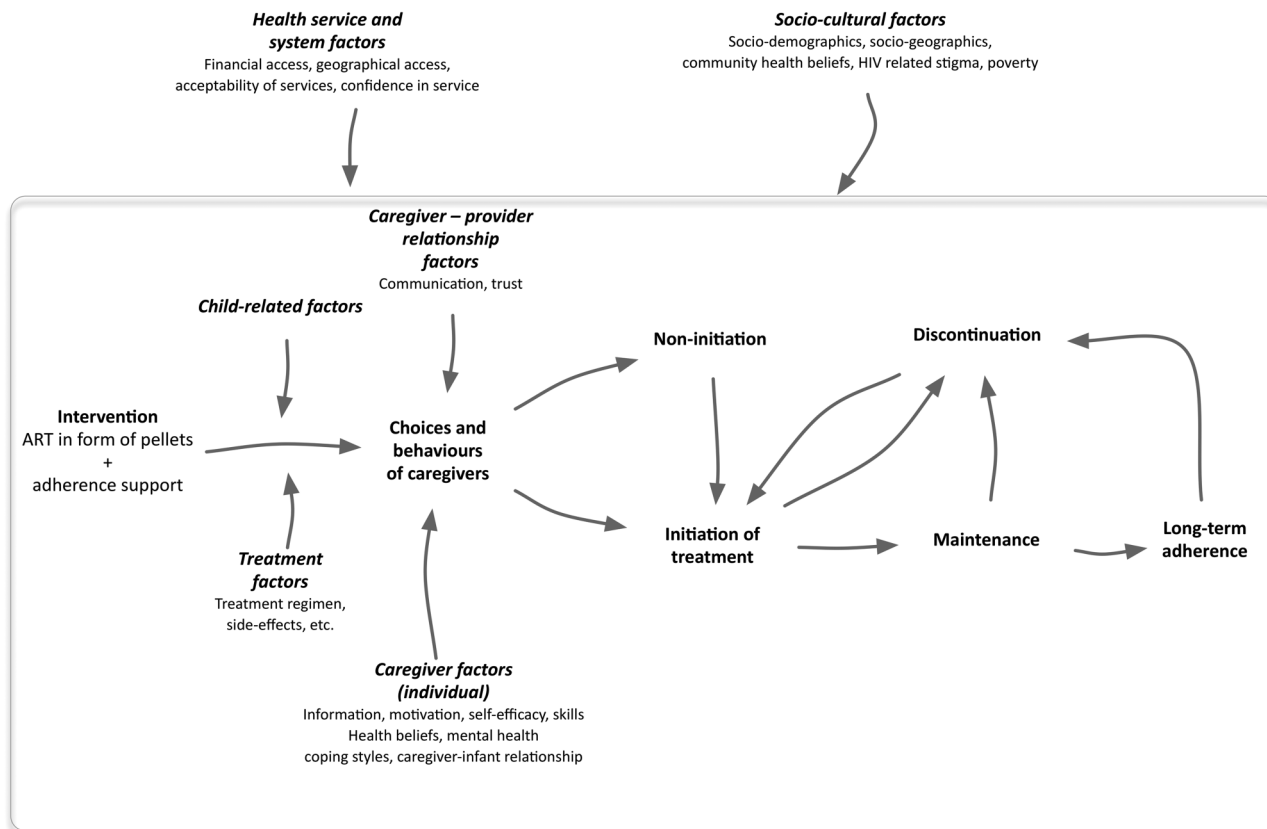 Health service and
system factors
Financial access, geographical access,
acceptability of services, confidence in service
Socio-cultural factors
Socio-demographics, socio-geographics,
community health beliefs, HIV related stigma, poverty
Caregiver – provider
relationship
factors
Communication, trust
Child-related factors
Intervention
ART in form of pellets
+
adherence support
Treatment
factors
Treatment regimen,
side-effects, etc.
Choices and
behaviours
of caregivers
Caregiver factors
(individual)
Information, motivation, self-efficacy, skills
Health beliefs, mental health
coping styles, caregiver-infant relationship
Non-initiation
Initiation of
treatment
Discontinuation
Maintenance
Long-term
adherence